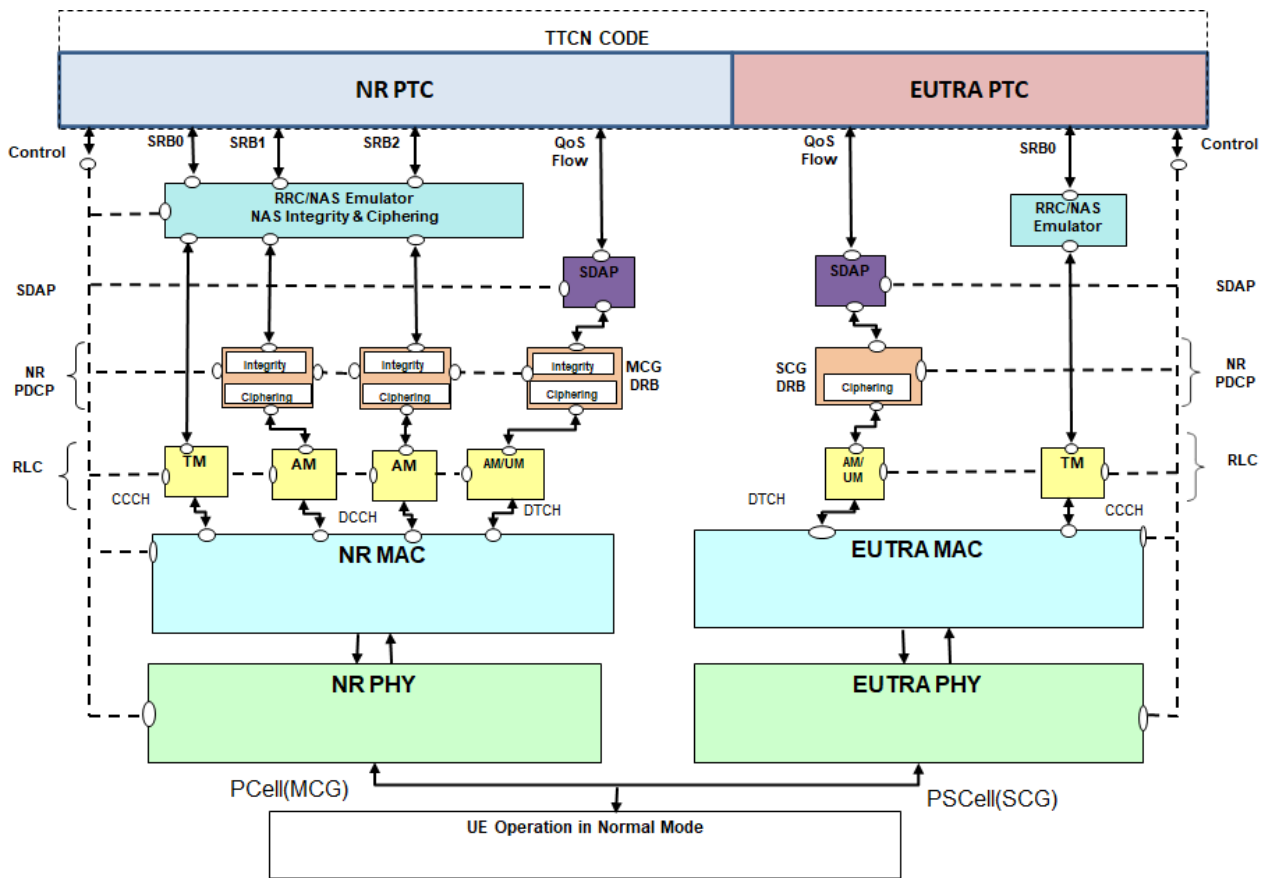 TTCN CODE
NR PTC
EUTRA PTC
Control
SRB0
SRB1
SRB2
QoS
Flow
QoS
Flow
SRB0
Control
RRC/NAS Emulator
NAS Integrity & Ciphering
RRC/NAS
Emulator
SDAP
SDAP
SDAP
SDAP
NR
PDCP
Integrity
Ciphering
Integrity
Ciphering
Integrity
Ciphering
MCG
DRB
SCG
DRB
Ciphering
NR
PDCP
RLC
TM
AM
AM
AM/UM
AM/
UM
TM
RLC
CCCH
DCCH
DTCH
DTCH
CCCH
NR MAC
EUTRA MAC
NR PHY
EUTRA PHY
PCell(MCG)
PSCell(SCG)
UE Operation in Normal Mode